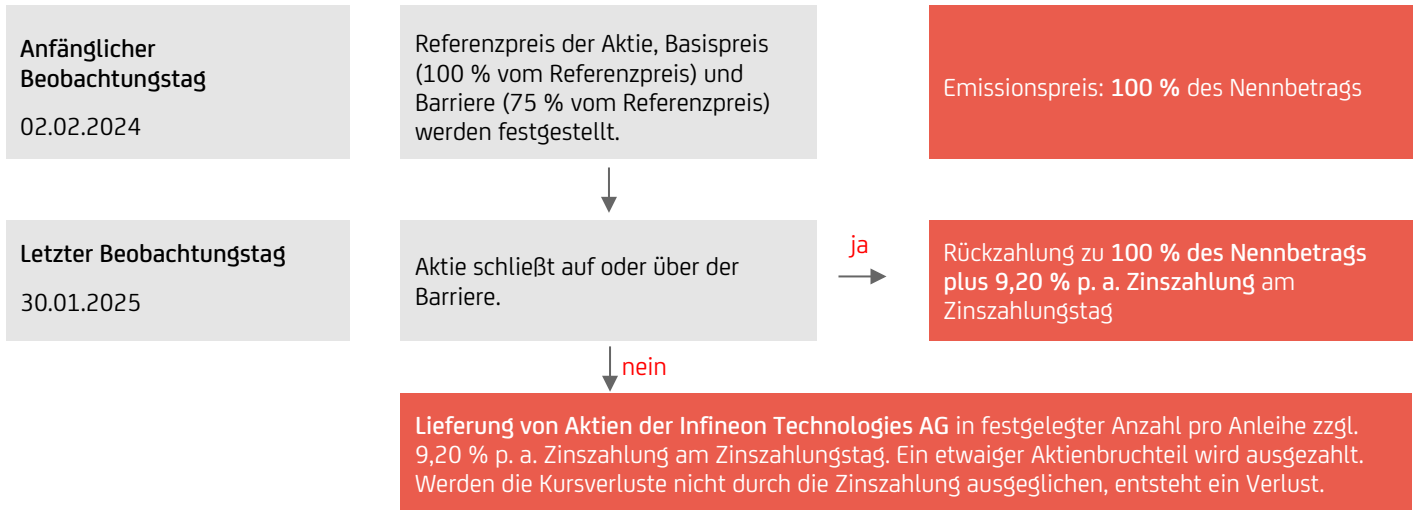 Anfänglicher
Beobachtungstag
02.02.2024
Referenzpreis der Aktie, Basispreis
(100 % vom Referenzpreis) und
Barriere (75 % vom Referenzpreis)
werden festgestellt.
Emissionspreis: 100 % des Nennbetrags
Letzter Beobachtungstag
30.01.2025
Aktie schließt auf oder über der
Barriere.
ja
Rückzahlung zu 100 % des Nennbetrags
plus 9,20 % p. a. Zinszahlung am
Zinszahlungstag
nein
Lieferung von Aktien der Infineon Technologies AG in festgelegter Anzahl pro Anleihe zzgl.
9,20 % p. a. Zinszahlung am Zinszahlungstag. Ein etwaiger Aktienbruchteil wird ausgezahlt.
Werden die Kursverluste nicht durch die Zinszahlung ausgeglichen, entsteht ein Verlust.